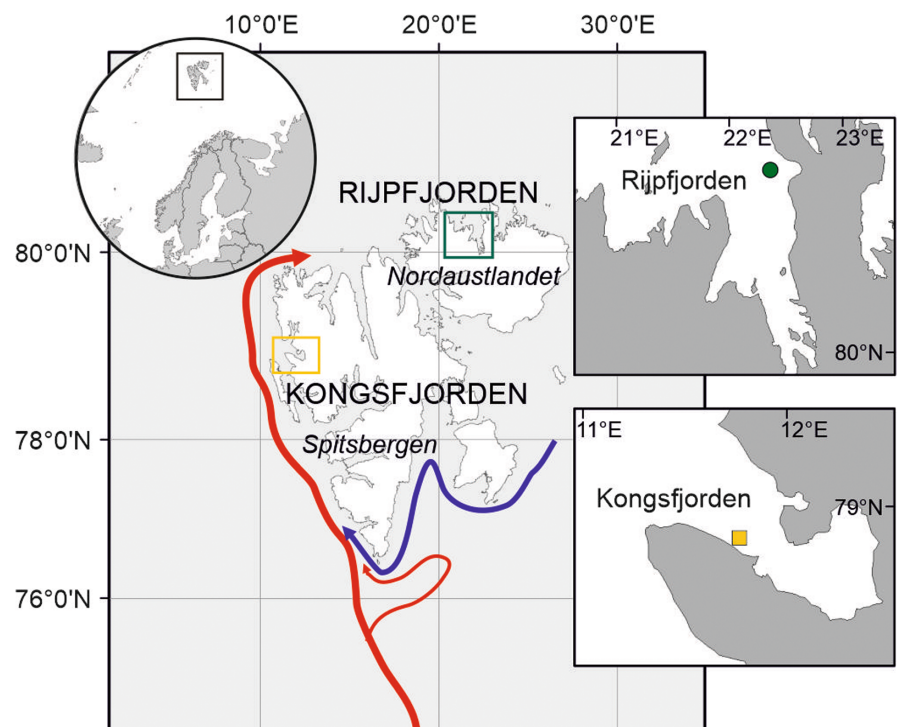 10°0'E
20°0'E
30°0'E
21°E
22°E
23°E
Rijpfjorden
RIJPFJORDEN
80°0'N
Nordaustlandet
80°N
KONGSFJORDEN
11°E
12°E
78°0'N
Spitsbergen
Kongsfjorden
79°N
76°0'N